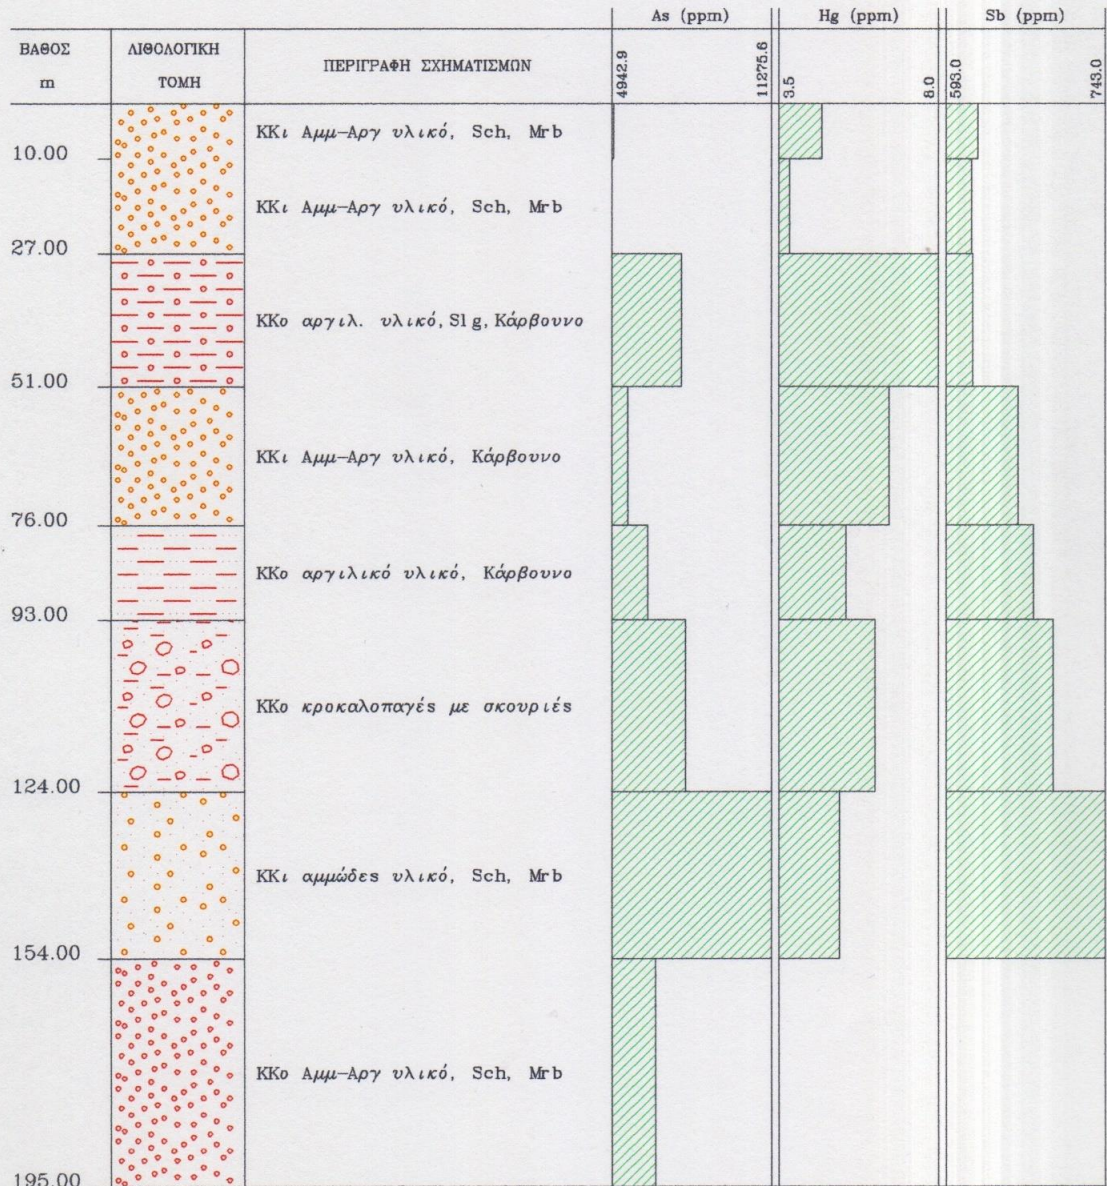 As (ppm) Hg (ppm) Sb (ppm)
ΒΑΘΟΣ
m
ΛΙΘΟΛΟΓΙΚΗ
ΤΟΜΗ
ΠΕΡΙΓΡΑΦΗ ΣΧΗΜΑΤΙΣΜΩΝ
4942.9 11275.6 3.5 8.0 593.0 743.0
ΚΚι Αμμ-Αργ υλικό, Sch, Mrb
10.00
ΚΚι Αμμ-Αργ υλικό, Sch, Mrb
27.00
ΚΚο αργιλ. υλικό, Slg, Κάρβουνο
51.00
ΚΚι Αμμ-Αργ υλικό, Κάρβουνο
76.00
ΚΚο αργιλικό υλικό, Κάρβουνο
93.00
ΚΚο κροκαλοπαγές με σκουριές
124.00
ΚΚι αμμώδες υλικό, Sch, Mrb
154.00
ΚΚο Αμμ-Αργ υλικό, Sch, Mrb
195.00